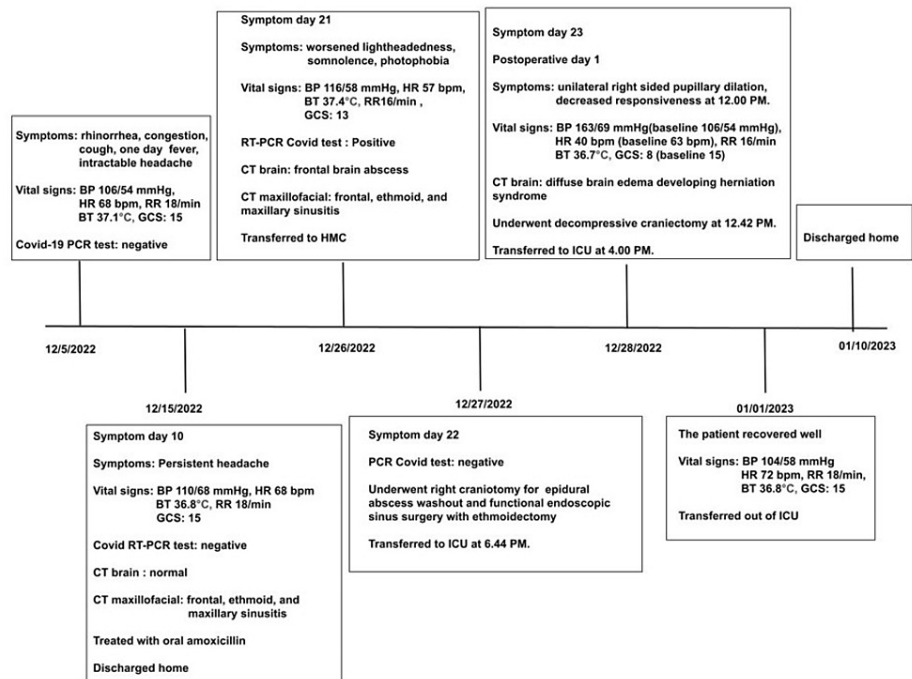 Symptoms: rhinorrhea, congestion,
cough, one day fever,
intractable headache
Vital signs: BP 106/54 mmHg,
HR 68 bpm, RR 18/min
BT 37.1°C, GCS: 15
Covid-19 PCR test: negative
12/5/2022
12/15/2022
Symptom day 10
Symptoms: Persistent headache
Vital signs: BP 110/68 mmHg, HR 68 bpm
BT 36.8°C, RR 18/min
GCS: 15
Covid RT-PCR test: negative
CT brain : normal
CT maxillofacial: frontal, ethmoid, and
maxillary sinusitis
Treated with oral amoxicillin
Discharged home
Symptom day 21
Symptoms: worsened lightheadedness,
somnolence, photophobia
Vital signs: BP 116/58 mmHg, HR 57 bpm,
BT 37.4°C, RR16/min ,
GCS: 13
RT-PCR Covid test : Positive
CT brain: frontal brain abscess
CT maxillofacial: frontal, ethmoid, and
maxillary sinusitis
Transferred to HMC
12/26/2022
12/27/2022
Symptom day 22
PCR Covid test: negative
Underwent right craniotomy for epidural
abscess washout and functional endoscopic
sinus surgery with ethmoidectomy
Transferred to ICU at 6.44 PM.
Symptom day 23
Postoperative day 1
Symptoms: unilateral right sided pupillary dilation,
decreased responsiveness at 12.00 PM.
Vital signs: BP 163/69 mmHg(baseline 106/54 mmHg),
HR 40 bpm (baseline 63 bpm), RR 16/min
BT 36.7°C, GCS: 8 (baseline 15)
CT brain: diffuse brain edema developing herniation
syndrome
Underwent decompressive craniectomy at 12.42 PM.
Transferred to ICU at 4.00 PM.
12/28/2022
01/01/2023
The patient recovered well
Vital signs: BP 104/58 mmHg
HR 72 bpm, RR 18/min,
BT 36.8°C, GCS: 15
Transferred out of ICU
Discharged home
01/10/2023